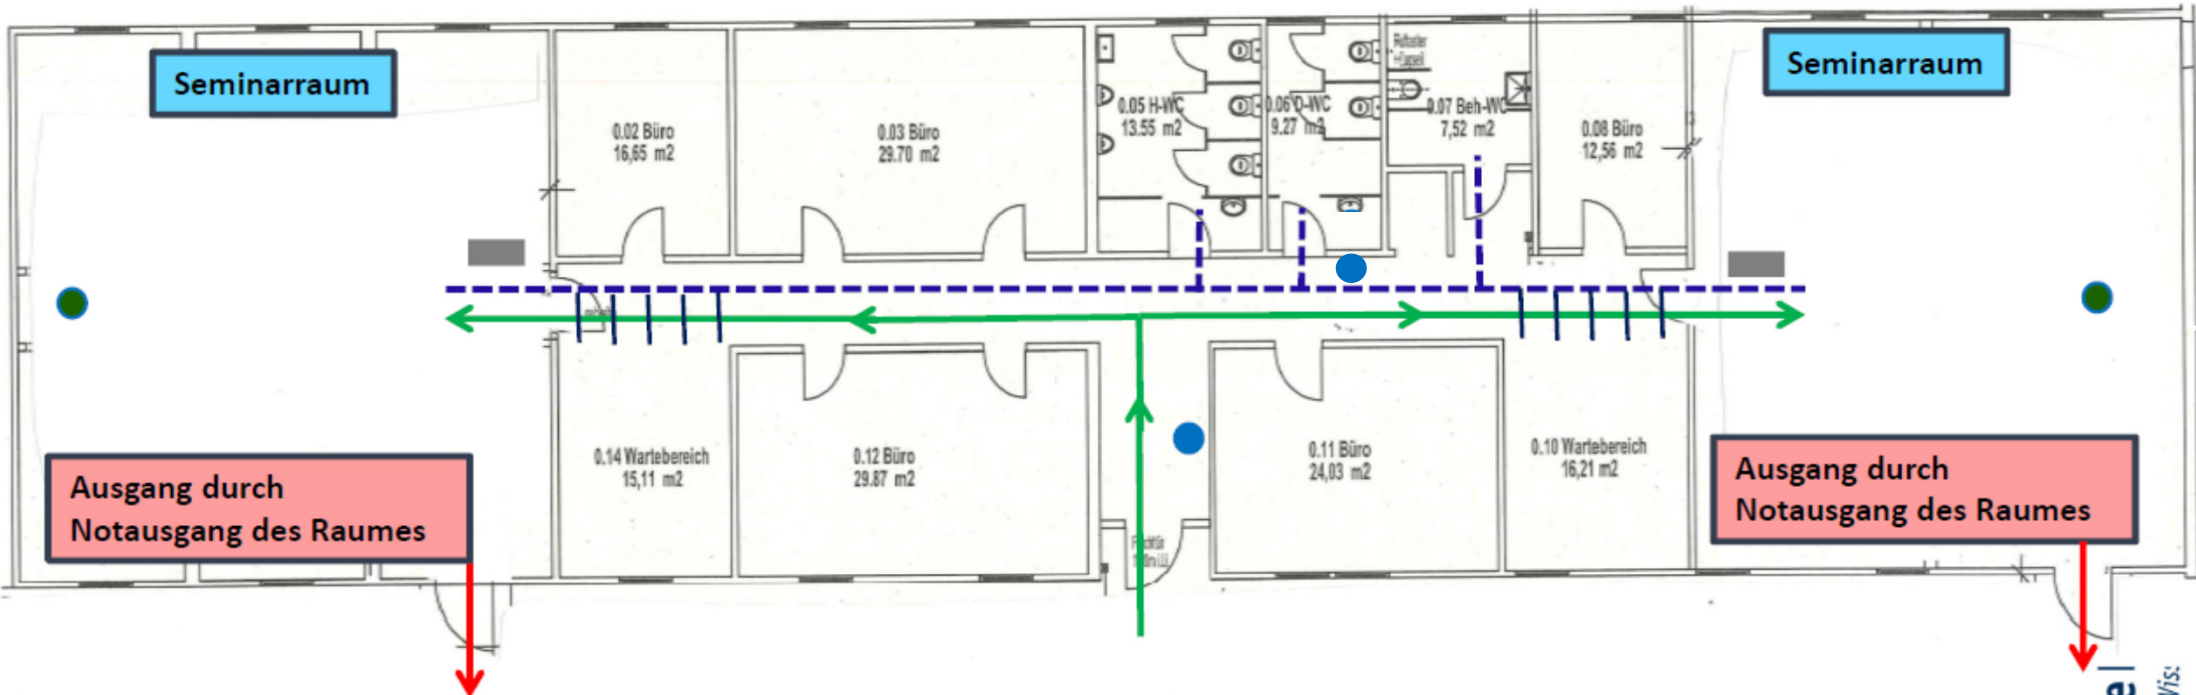 Seminarraum
Seminarraum
0.02 Büro
16,65 m2
0.03 Büro
29.70 m2
0.05 H-WC
13.55 m2
0.06 D-WC
9.27 m2
0.07 Beh-WC
7,52 m2
0.08 Büro
12,56 m2
0.14 Wartebereich
15,11 m2
0.12 Büro
29.87 m2
0.11 Büro
24,03 m2
0.10 Wartebereich
16,21 m2
Ausgang durch
Notausgang des Raumes
Ausgang durch
Notausgang des Raumes